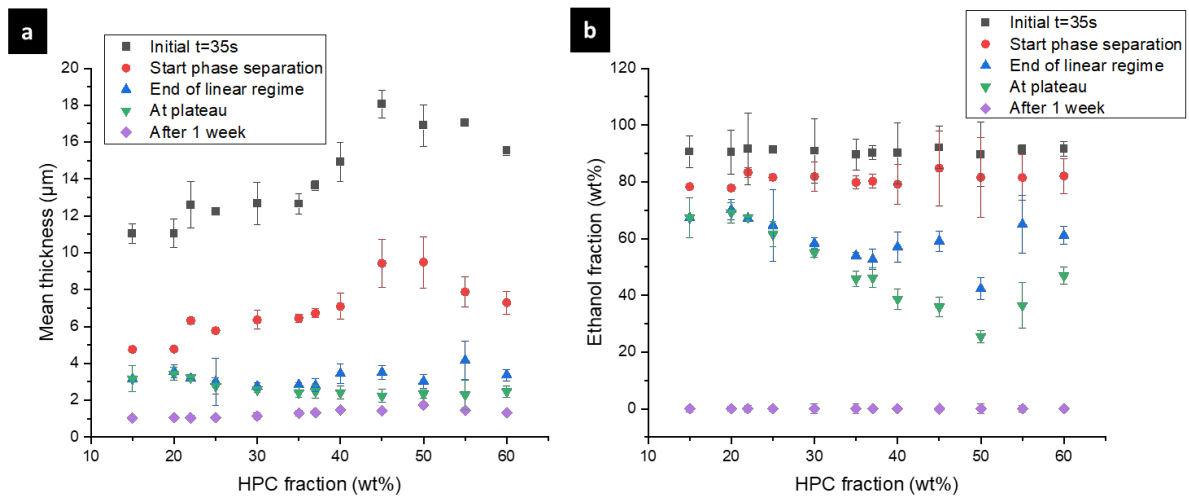 a
Initial t=35s
Start phase separation
End of linear regime
At plateau
After 1 week
20
18
16
14
12
10
8
6
4
2
0
Mean thickness (µm)
10 20 30 40 50 60
HPC fraction (wt%)
b
Initial t=35s
Start phase separation
End of linear regime
At plateau
After 1 week
120
100
80
60
40
20
0
Ethanol fraction (wt%)
10 20 30 40 50 60
HPC fraction (wt%)